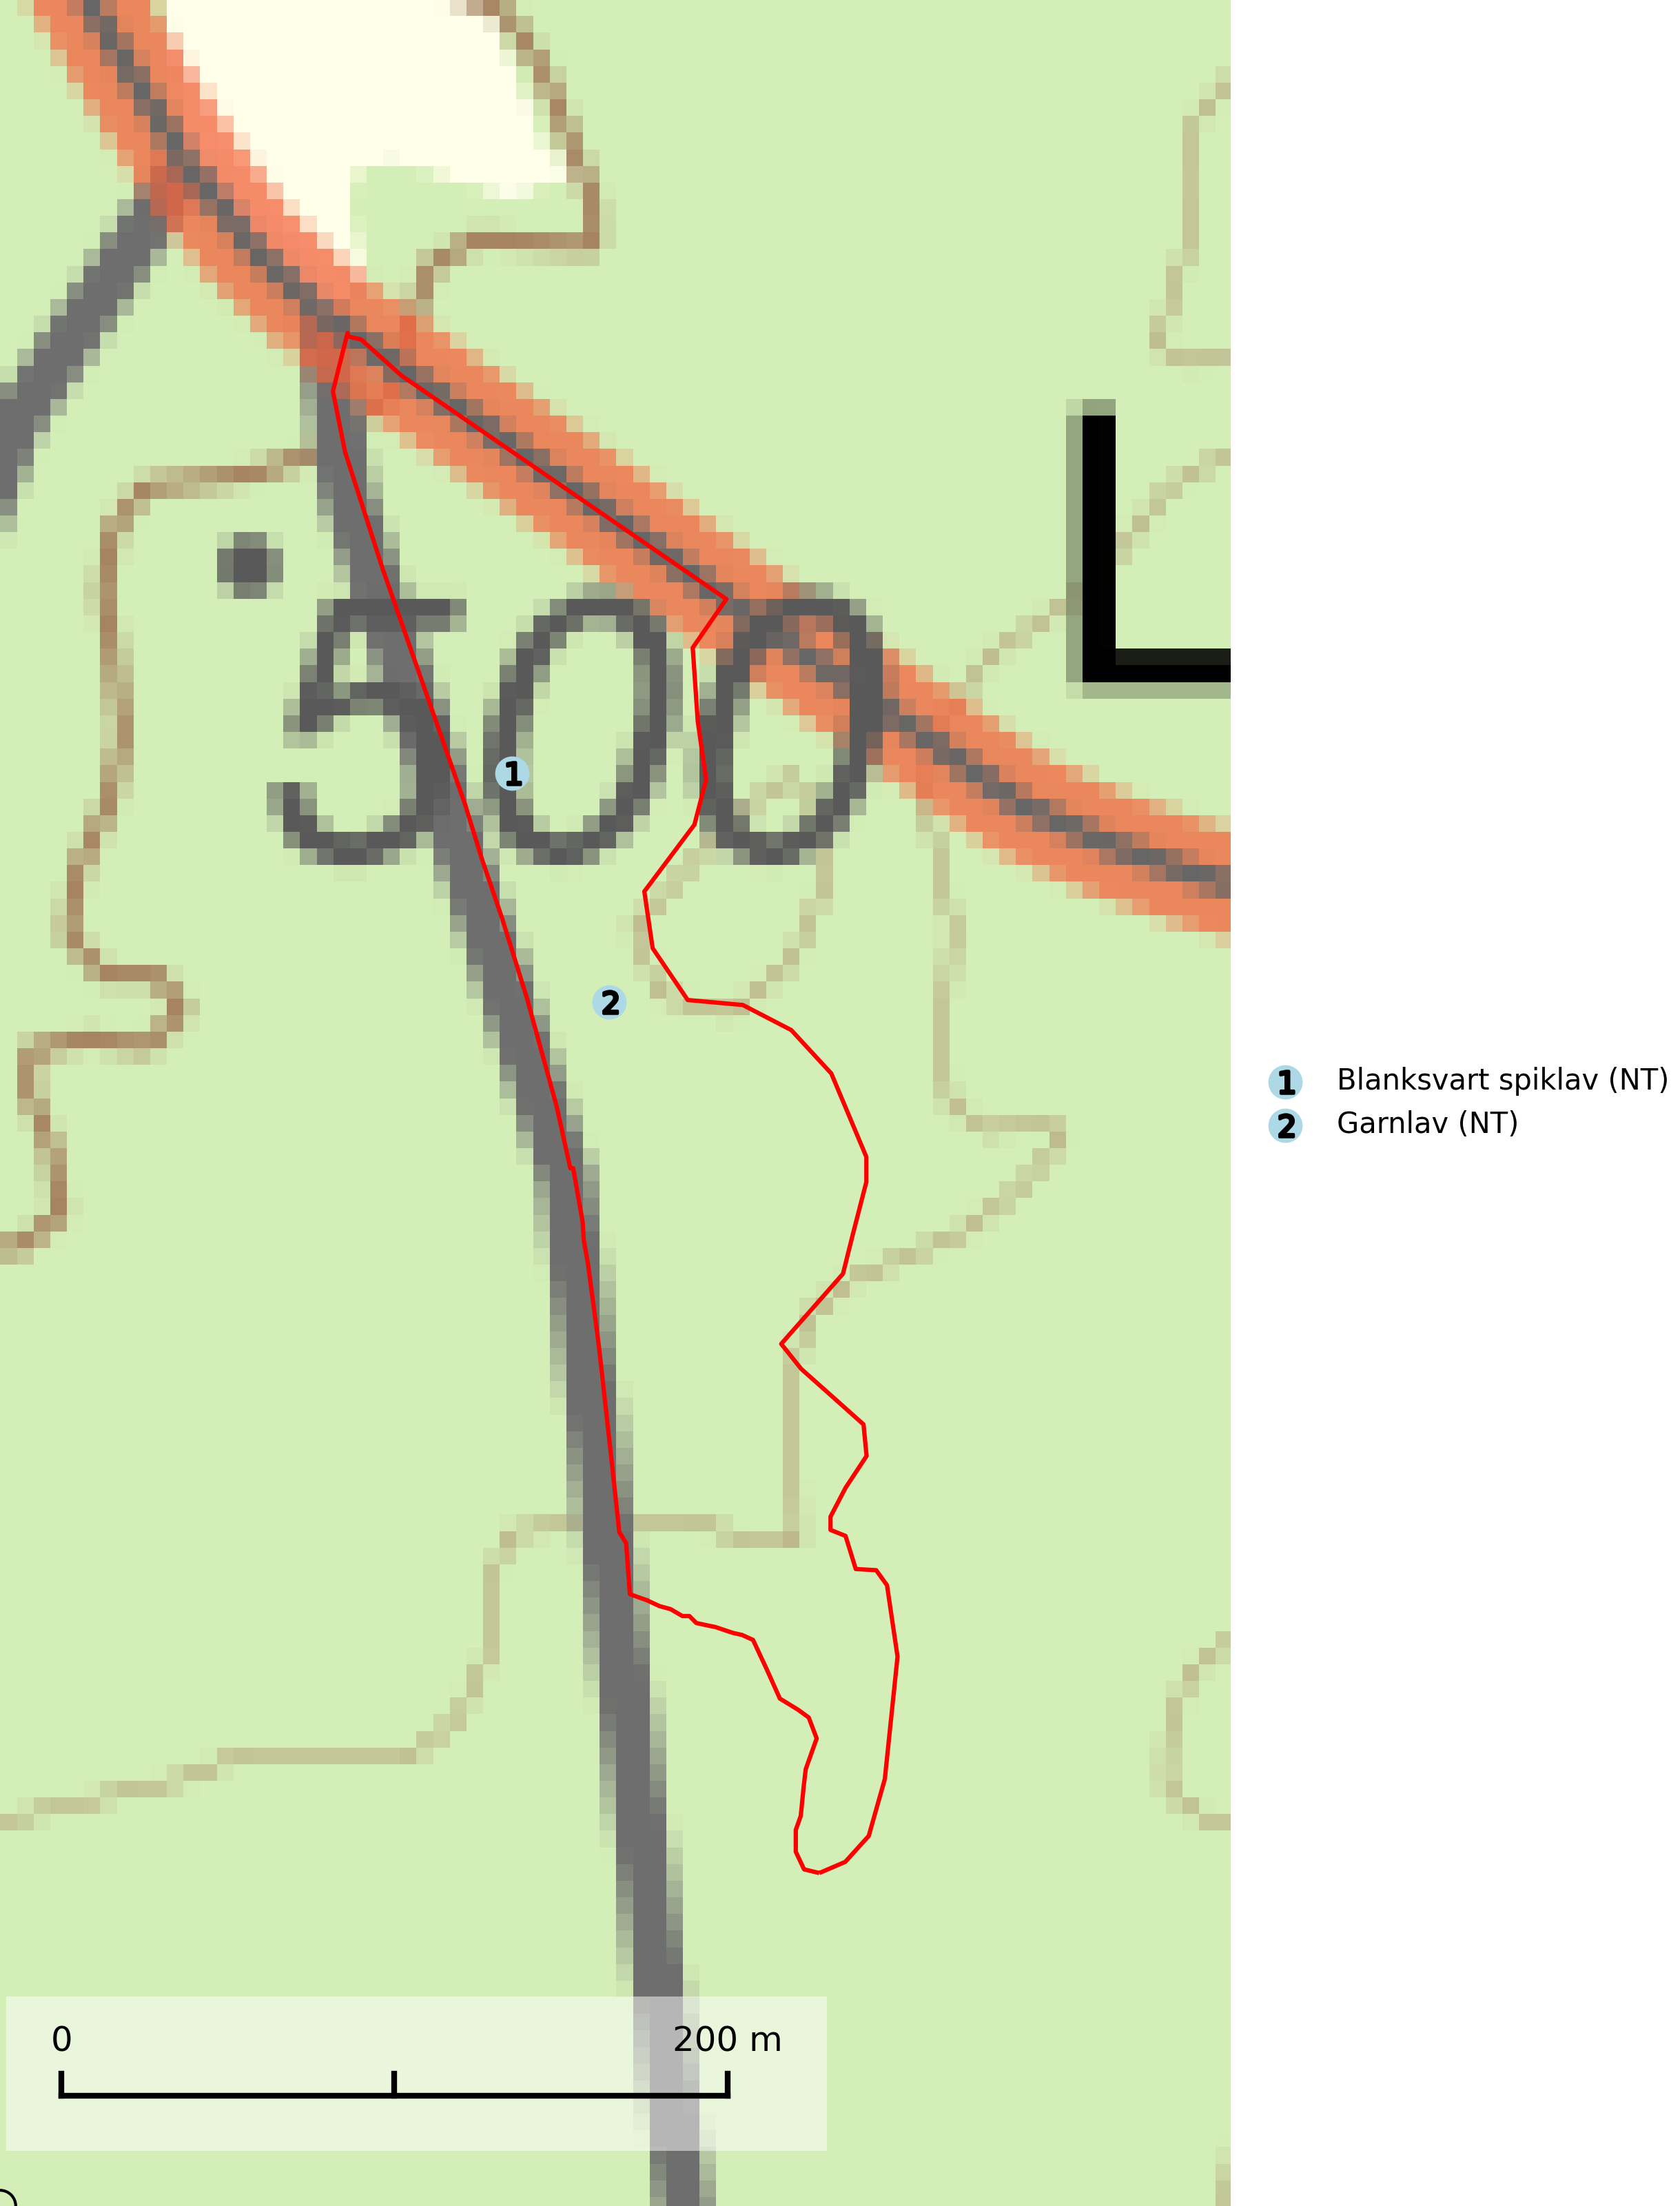 500
1
2
L
1 Blanksvart spiklav (NT)
2 Garnlav (NT)
0 200 m